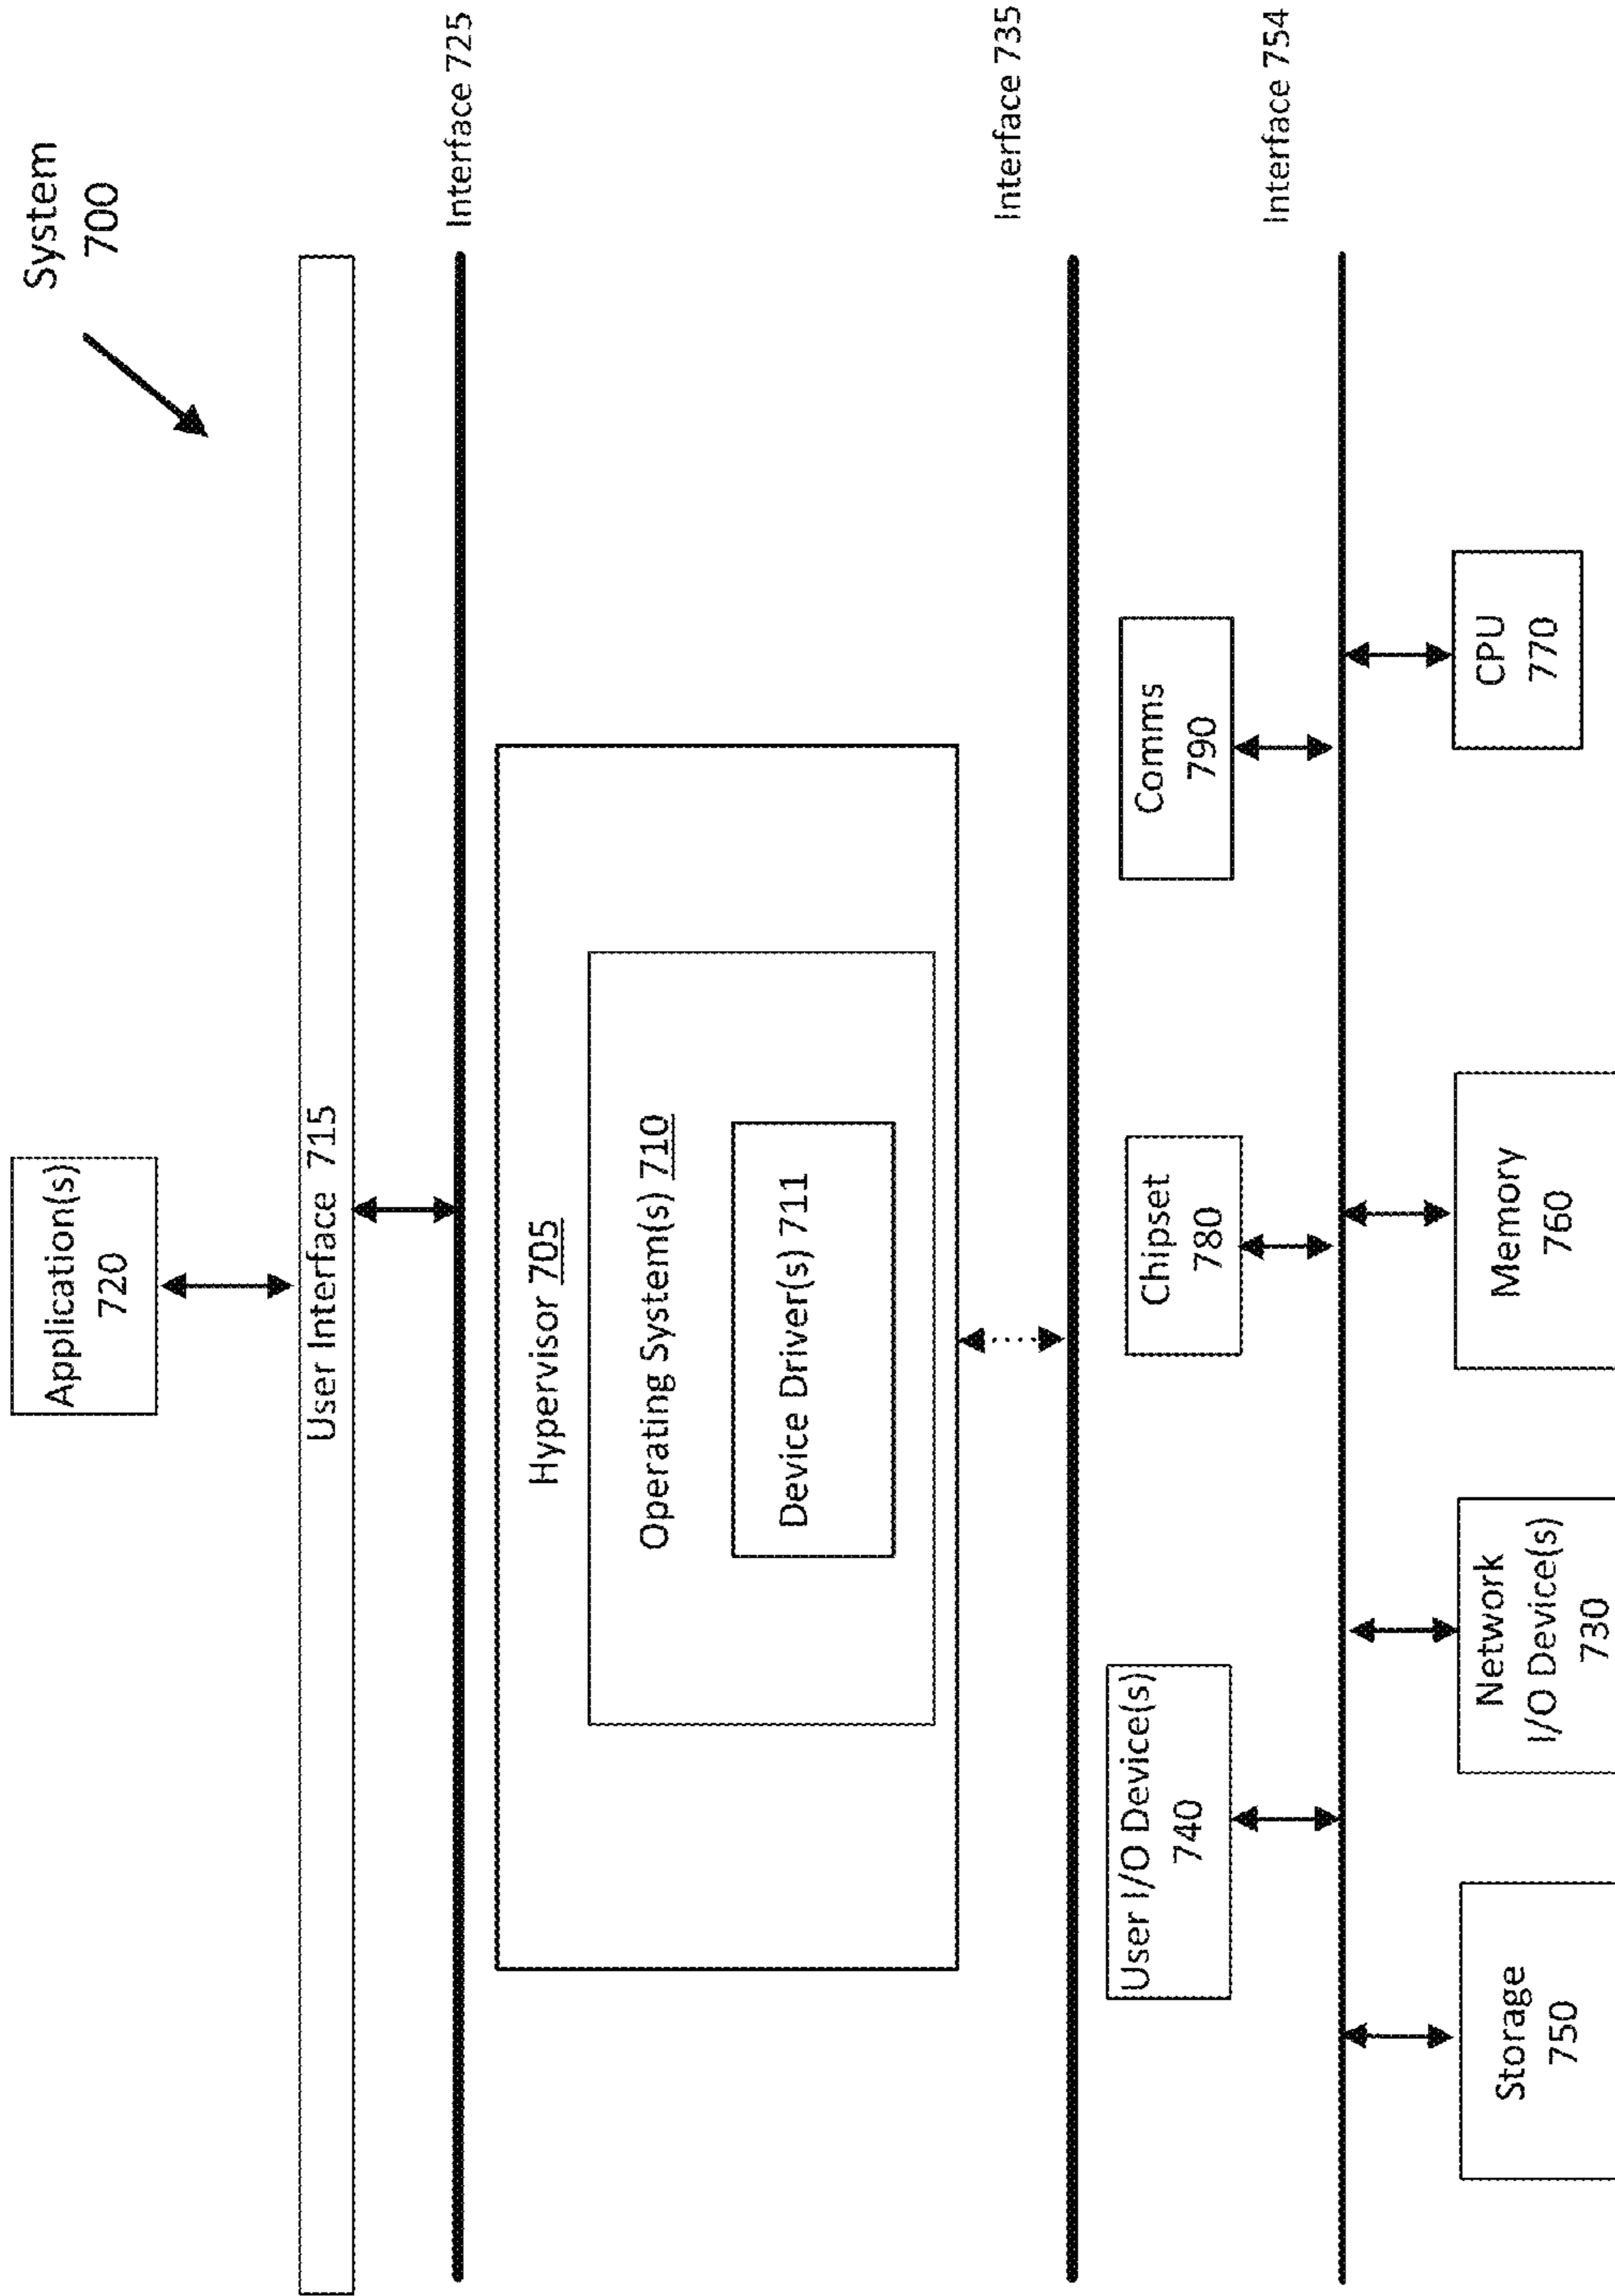 System
700
Application(s)
720
User Interface 715
Interface 725
Hypervisor 705
Operating System(s) 710
Device Driver(s) 711
Interface 735
User I/O Device(s)
740
Chipset
780
Comms
790
Interface 754
Storage
750
Network
I/O Device(s)
730
Memory
760
CPU
770